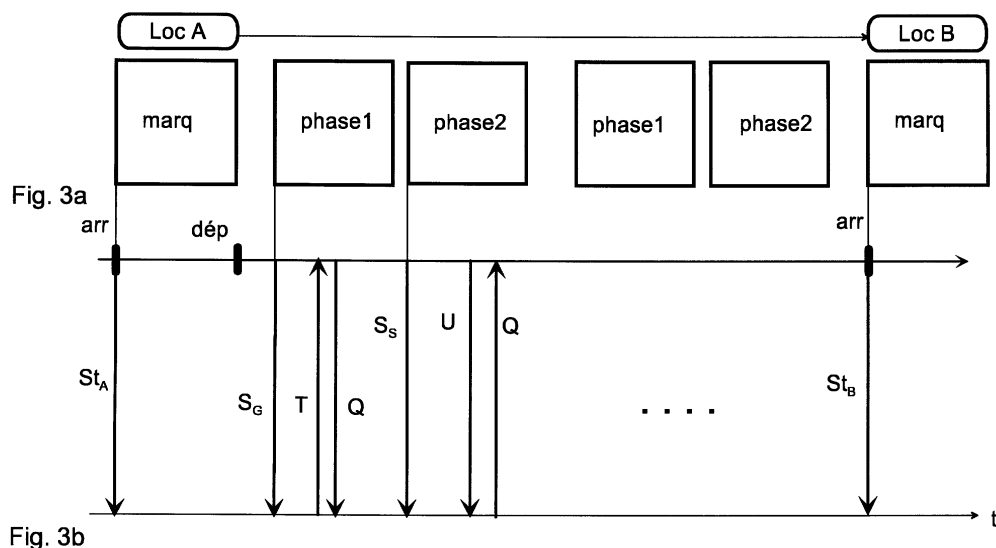 Loc A
Loc B
marq
phase1
phase2
phase1
phase2
marq
Fig. 3a
arr
dép
arr
St_A
S_G
T
Q
S_S
U
Q
St_B
. . . .
t
Fig. 3b